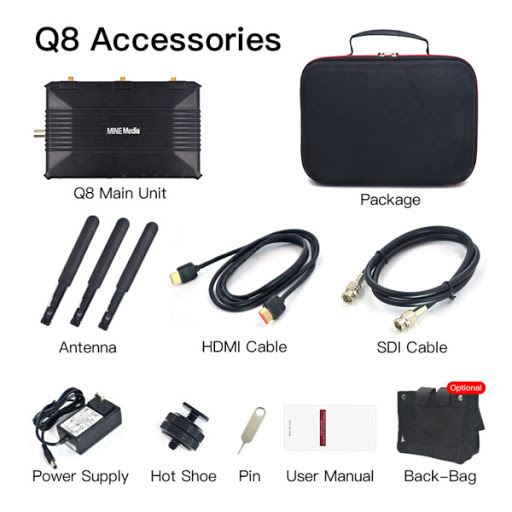 Q8 Accessories
MINE Media
Q8 Main Unit
Package
Antenna
HDMI Cable
SDI Cable
Optional
Power Supply
Hot Shoe
Pin
User Manual
Back-Bag